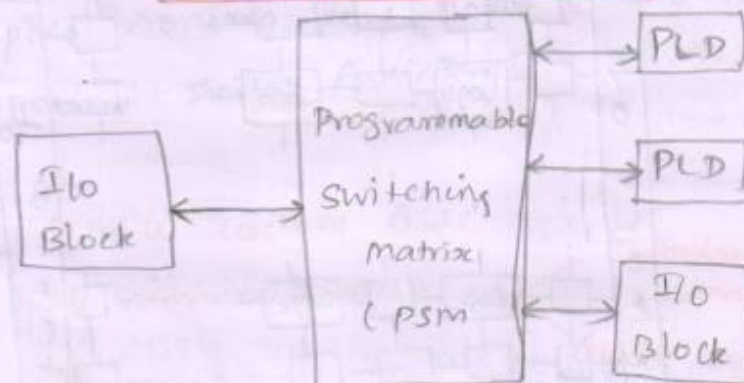 PLD
Programmable
I/o
Block
Switching
Matrix
(PSM
PLD
I/o
Block